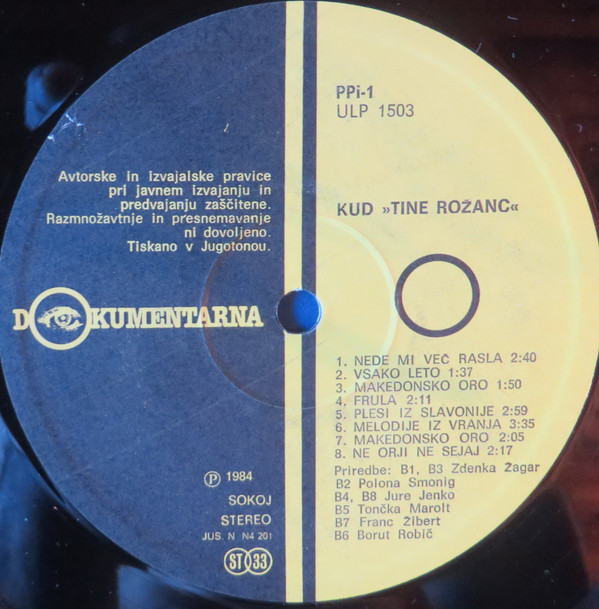 Avtorske in izvajalske pravice
pri javnem izvajanju in
predvajanju zaščitene.
Razmnožavtnje in presnemavanje
ni dovoljeno.
Tiskano v Jugotonou.
DOKUMENTARNA
Ⓟ 1984
SOKOJ
STEREO
JUS. N N4 201
ST 33
PPi-1
ULP 1503
KUD »TINE ROŽANC«
1. NEDE MI VEČ RASLA 2:40
2. VSAKO LETO 1:37
3. MAKEDONSKO ORO 1:50
4. FRULA 2:11
5. PLESI IZ SLAVONIJE 2:59
6. MELODIJE IZ VRANJA 3:35
7. MAKEDONSKO ORO 2:05
8. NE ORJI NE SEJAJ 2:17
Priredbe: B1, B3 Zdenka Žagar
B2 Polona Smonig
B4, B8 Jure Jenko
B5 Tončka Marolt
B7 Franc Žibert
B6 Borut Robič